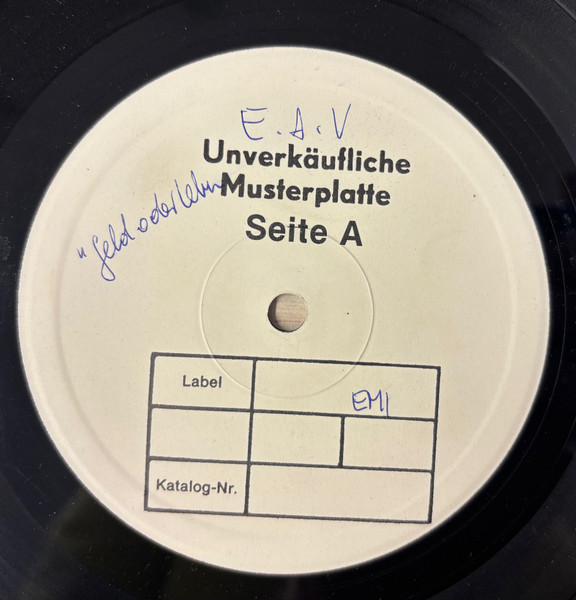 E.A.V
Unverkäufliche
Musterplatte
"Geld oder Leben
Seite A
Label
EMI
Katalog-Nr.